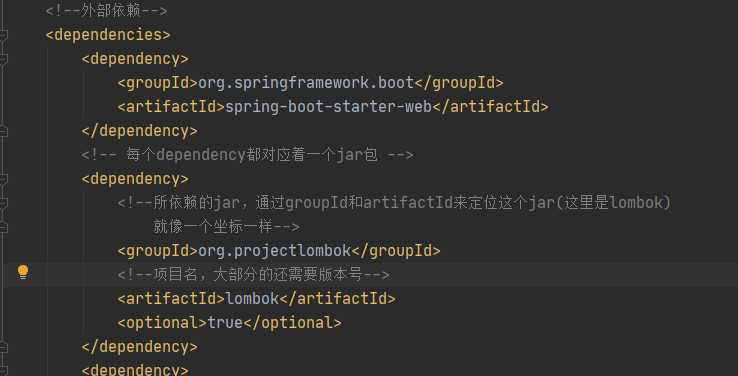 <!--外部依赖-->
<dependencies>
<dependency>
<groupId>org.springframework.boot</groupId>
<artifactId>spring-boot-starter-web</artifactId>
</dependency>
<!-- 每个dependency都对应着一个jar包 -->
<dependency>
<!--所依赖的jar，通过groupId和artifactId来定位这个jar(这里是lombok)
就像一个坐标一样-->
<groupId>org.projectlombok</groupId>
<!--项目名，大部分的还需要版本号-->
<artifactId>lombok</artifactId>
<optional>true</optional>
</dependency>
<dependency>